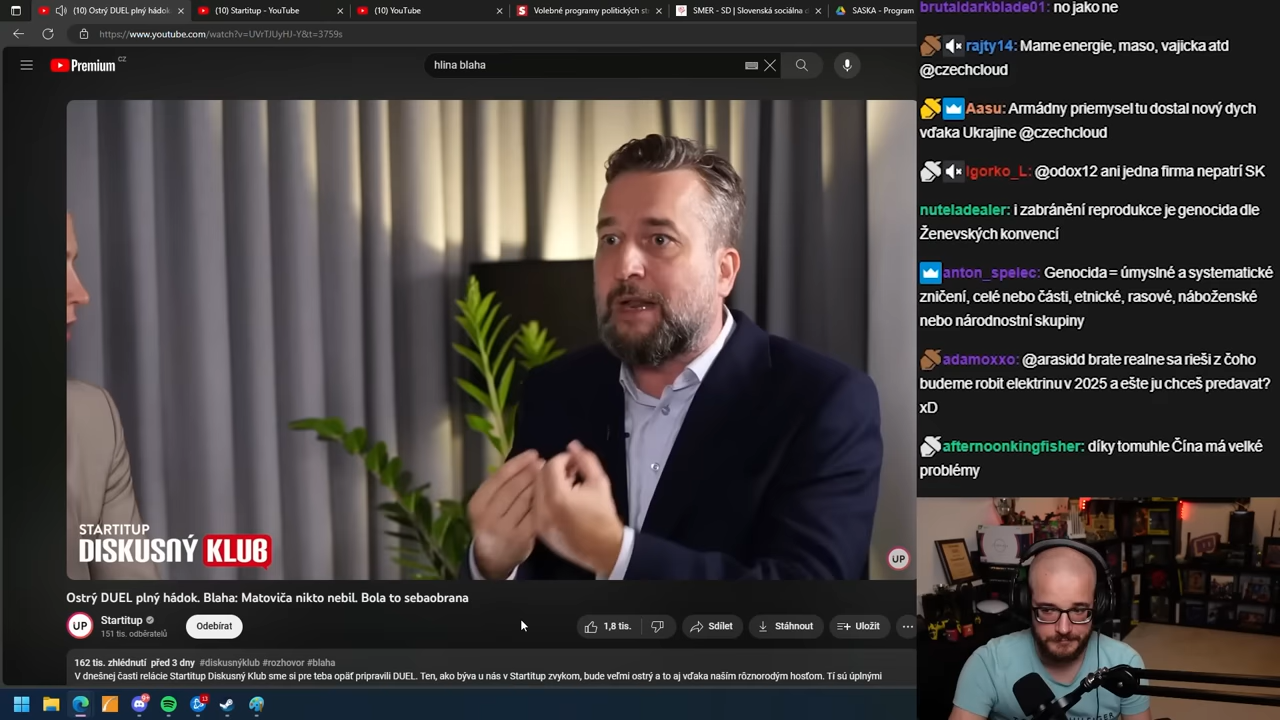 (10) Ostrý DUEL plný hádok
(10) Startitup - YouTube
(10) YouTube
Volebné programy politických st
SMER - SD | Slovenská sociálna d
SASKA - Program
https://www.youtube.com/watch?v=UVrTJUyHJ-Y&t=3759s
Premium CZ
hlina blaha
STARTITUP
DISKUSNÝ KLUB
UP
Ostrý DUEL plný hádok. Blaha: Matoviča nikto nebil. Bola to sebaobrana
UP
Startitup
151 tis. odběratelů
Odebírat
1,8 tis.
Sdílet
Stáhnout
Uložit
162 tis. zhlédnutí před 3 dny #diskusnýklub #rozhovor #blaha
V dnešnej časti relácie Startitup Diskusný Klub sme si pre teba opäť pripravili DUEL. Ten, ako býva u nás v Startitup zvykom, bude veľmi ostrý a to aj vďaka našim rôznorodým hosťom. Tí sú úplnými
brutaldarkblade01: no jako ne
rajty14: Mame energie, maso, vajicka atd
@czechcloud
Aasu: Armádny priemysel tu dostal nový dych
vďaka Ukrajine @czechcloud
Igorko_L: @odox12 ani jedna firma nepatrí SK
nuteladealer: i zabránění reprodukce je genocida dle
Ženevských konvencí
anton_spelec: Genocida = úmyslné a systematické
zničení, celé nebo části, etnické, rasové, náboženské
nebo národnostní skupiny
adamoxxo: @arasidd brate realne sa rieši z čoho
budeme robit elektrinu v 2025 a ešte ju chceš predavat?
xD
afternoonkingfisher: díky tomuhle Čína má velké
problémy